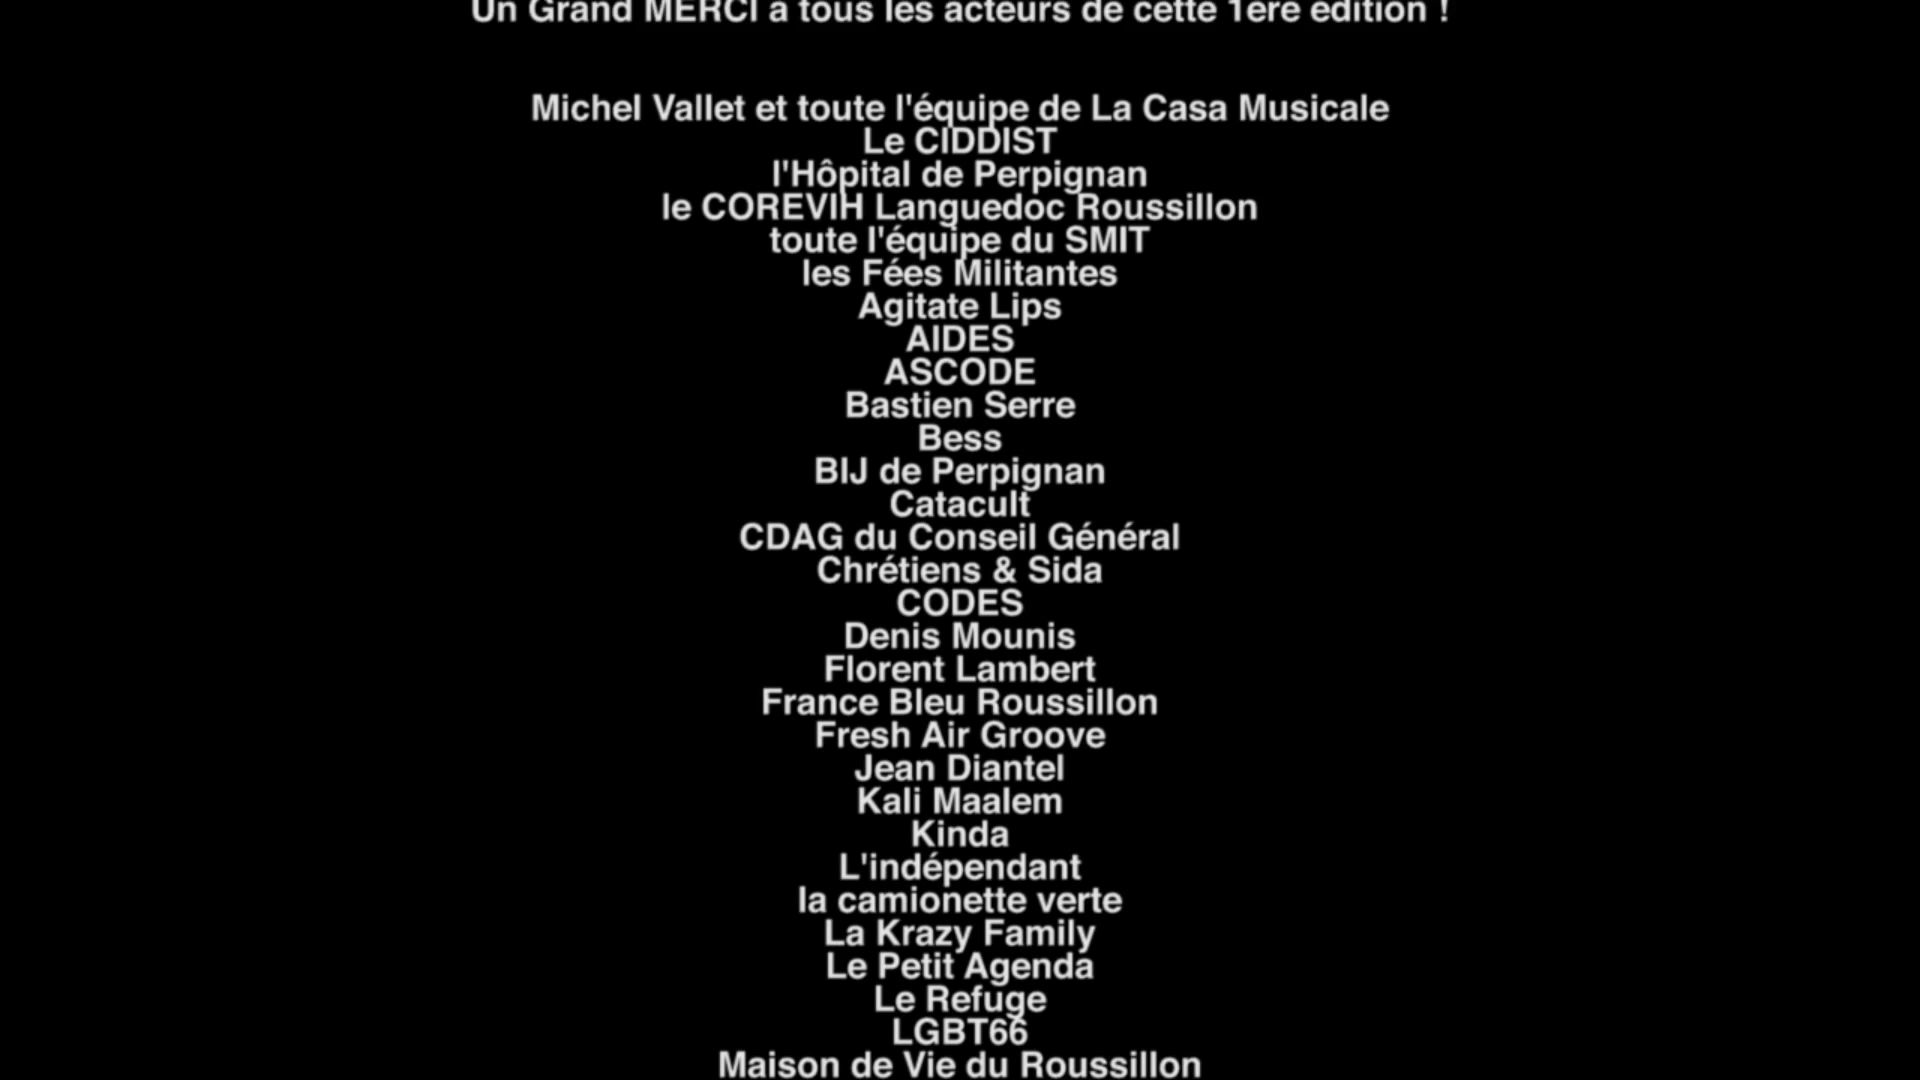 Un Grand MERCI à tous les acteurs de cette 1ère édition !
Michel Vallet et toute l'équipe de La Casa Musicale
Le CIDDIST
l'Hôpital de Perpignan
le COREVIH Languedoc Roussillon
toute l'équipe du SMIT
les Fées Militantes
Agitate Lips
AIDES
ASCODE
Bastien Serre
Bess
BIJ de Perpignan
Catacult
CDAG du Conseil Général
Chrétiens & Sida
CODES
Denis Mounis
Florent Lambert
France Bleu Roussillon
Fresh Air Groove
Jean Diantel
Kali Maalem
Kinda
L'indépendant
la camionette verte
La Krazy Family
Le Petit Agenda
Le Refuge
LGBT66
Maison de Vie du Roussillon